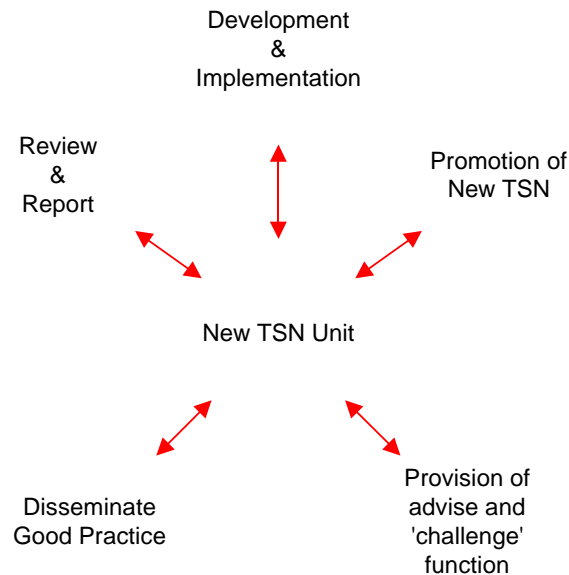 Development
&
Implementation
Review
&
Report
Promotion of
New TSN
New TSN Unit
Disseminate
Good Practice
Provision of
advise and
'challenge'
function